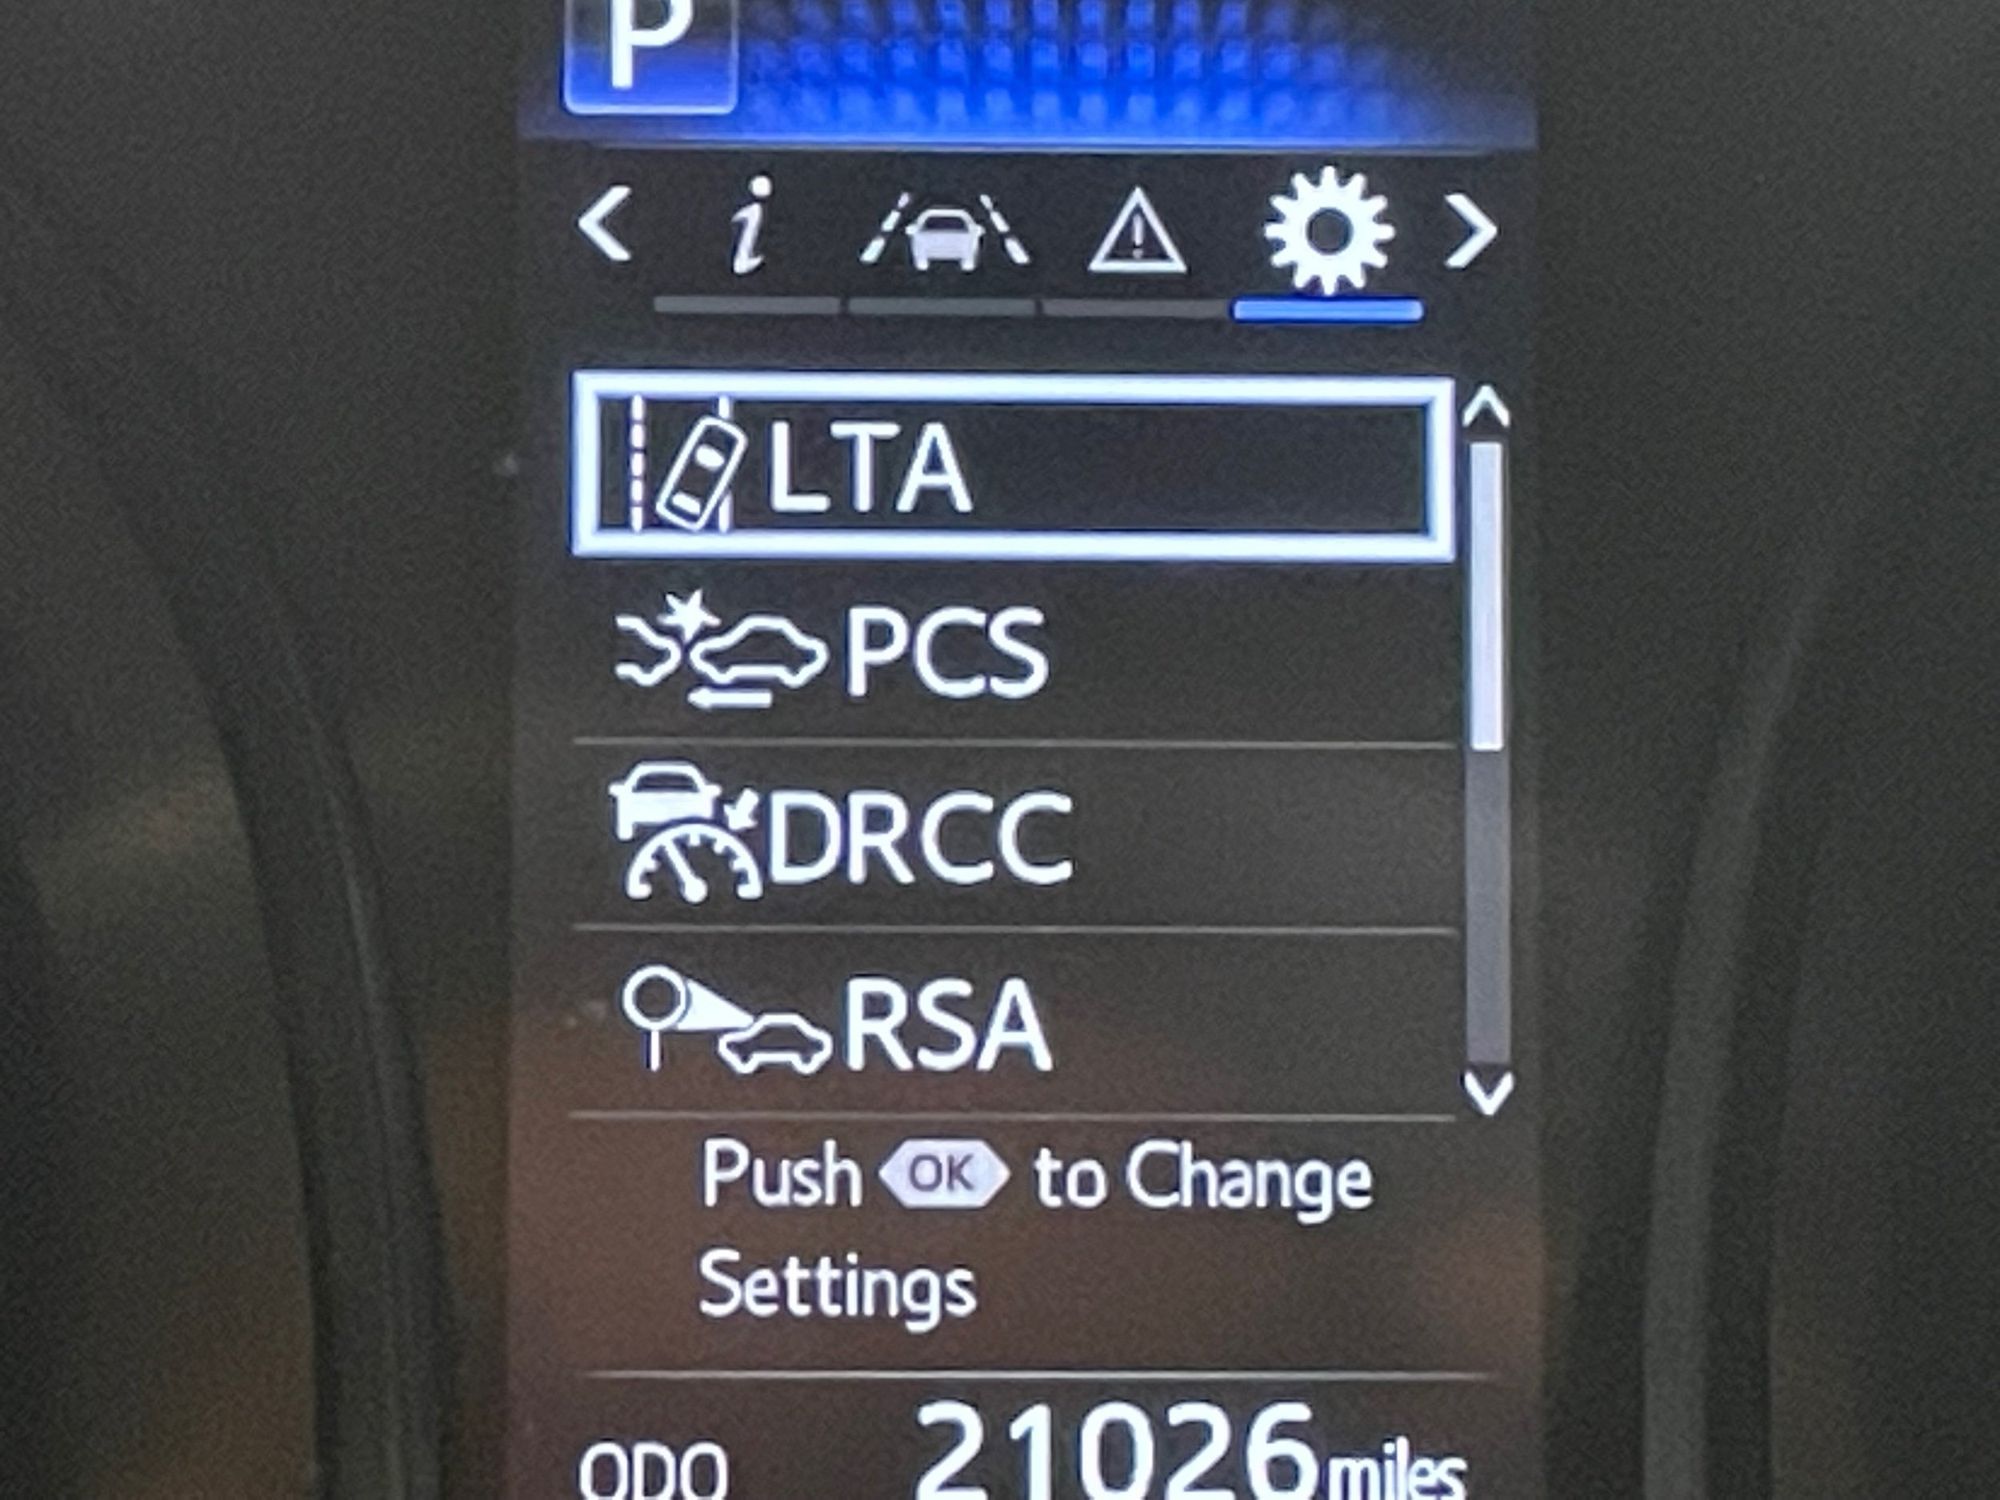 P
i
LTA
PCS
DRCC
RSA
Push OK to Change
Settings
ODO 21026 miles